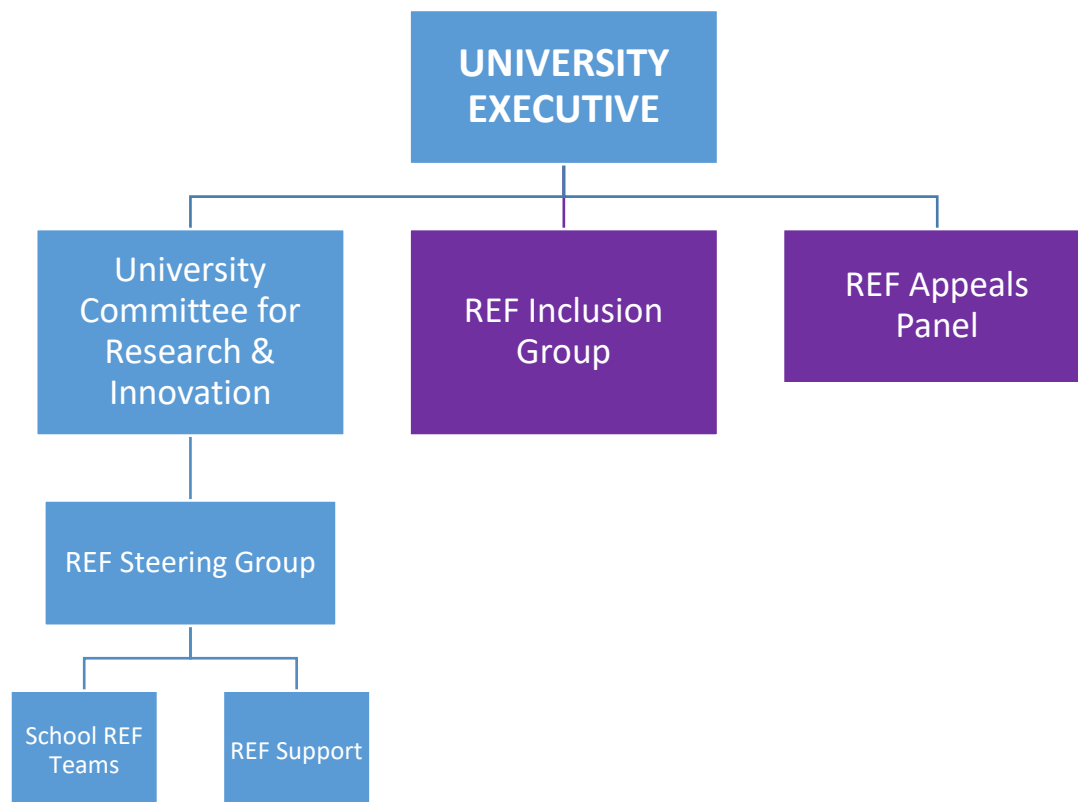 UNIVERSITY
EXECUTIVE
University
Committee for
Research &
Innovation
REF Inclusion
Group
REF Appeals
Panel
REF Steering Group
School REF
Teams
REF Support